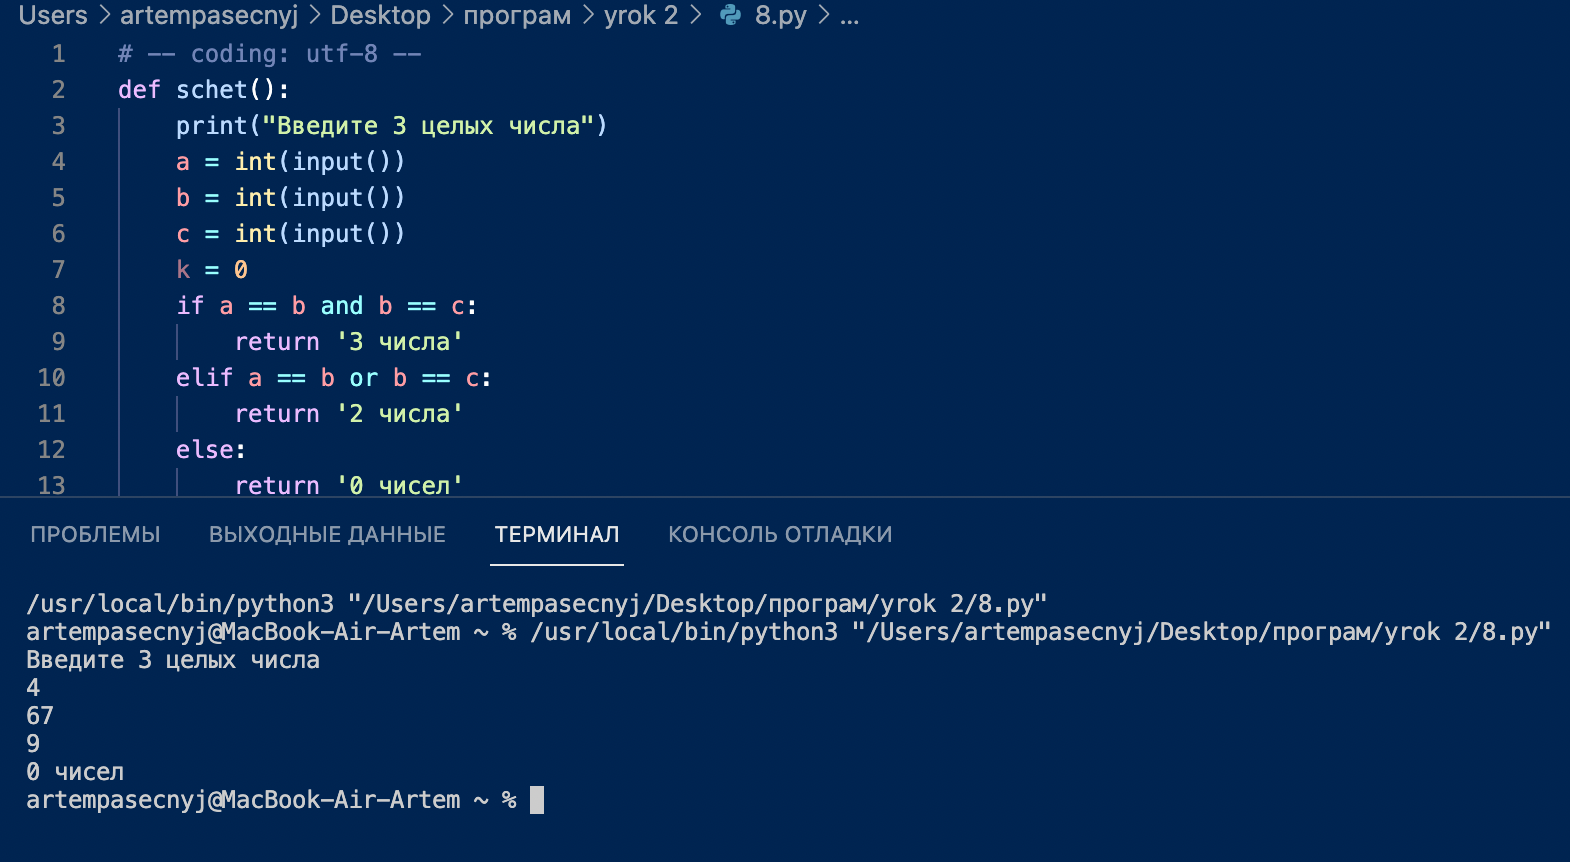 Users > artempasecnyj > Desktop > програм > yrok 2 > 8.py > ...
1 # -- coding: utf-8 --
2 def schet():
3     print("Введите 3 целых числа")
4     a = int(input())
5     b = int(input())
6     c = int(input())
7     k = 0
8     if a == b and b == c:
9         return '3 числа'
10     elif a == b or b == c:
11         return '2 числа'
12     else:
13         return '0 чисел'
ПРОБЛЕМЫ ВЫХОДНЫЕ ДАННЫЕ ТЕРМИНАЛ КОНСОЛЬ ОТЛАДКИ
/usr/local/bin/python3 "/Users/artempasecnyj/Desktop/програм/yrok 2/8.py"
artempasecnyj@MacBook-Air-Artem ~ % /usr/local/bin/python3 "/Users/artempasecnyj/Desktop/програм/yrok 2/8.py"
Введите 3 целых числа
4
67
9
0 чисел
artempasecnyj@MacBook-Air-Artem ~ %